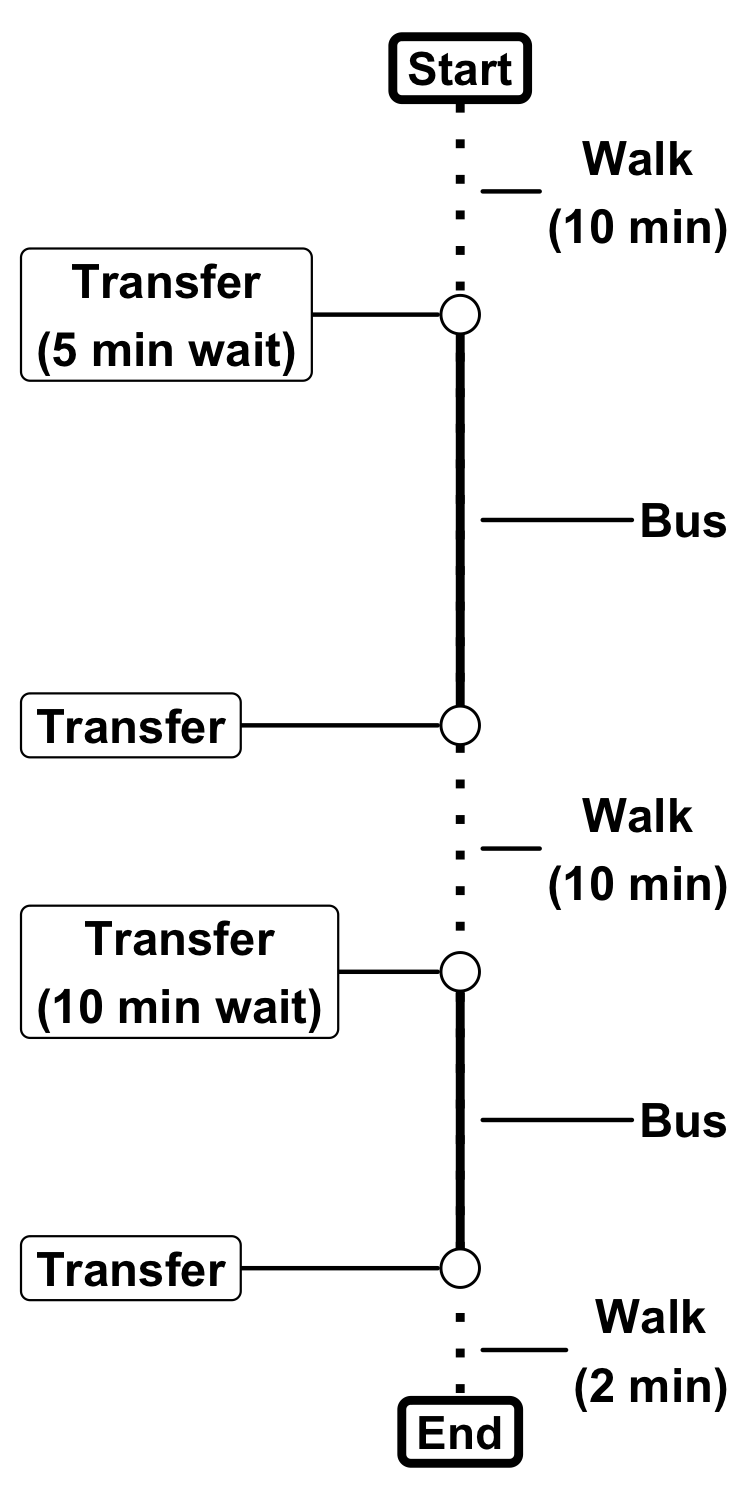 Start
Walk
(10 min)
Transfer
(5 min wait)
Bus
Transfer
Walk
(10 min)
Transfer
(10 min wait)
Bus
Transfer
Walk
(2 min)
End